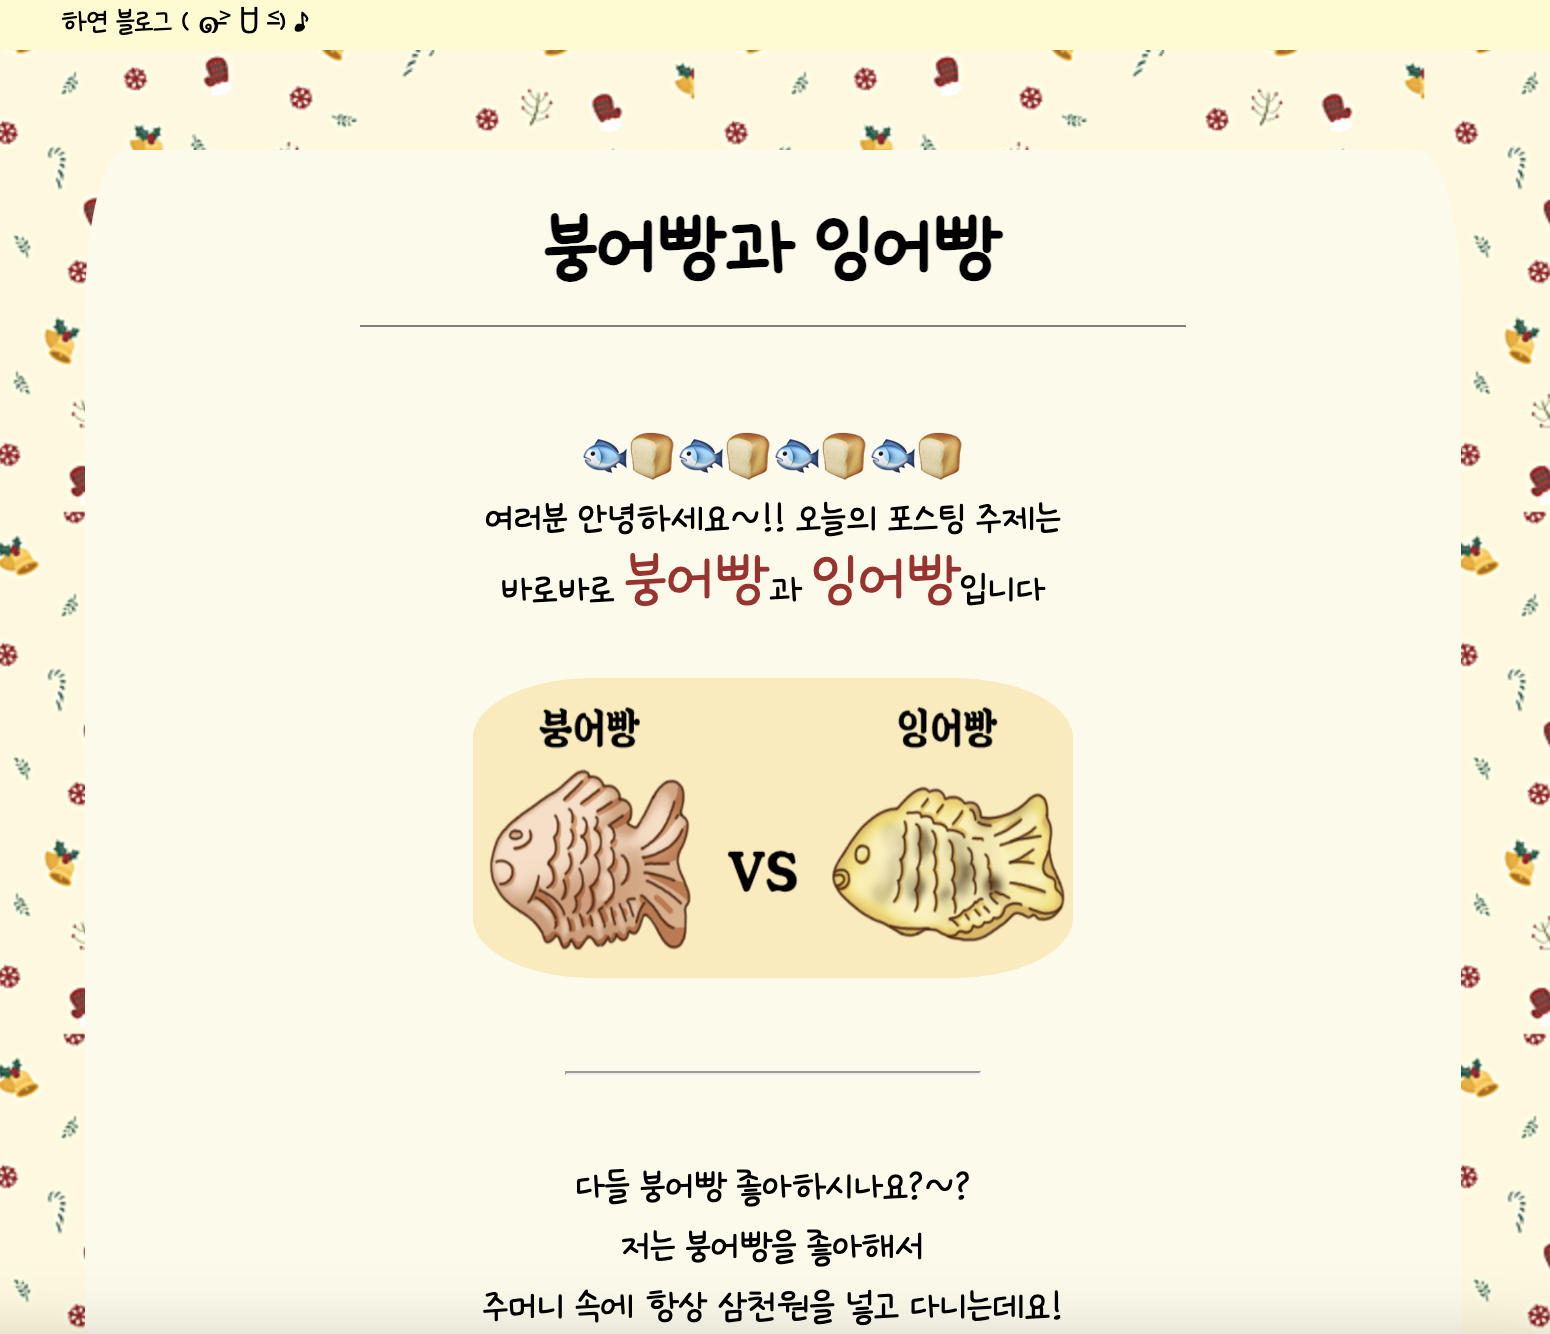 하연 블로그 ( ๑˃̶ ꇴ ˂̶)♪
붕어빵과 잉어빵
🐟🍞🐟🍞🐟🍞🐟🍞
여러분 안녕하세요~!! 오늘의 포스팅 주제는
바로바로 붕어빵과 잉어빵입니다
붕어빵
잉어빵
VS
다들 붕어빵 좋아하시나요?~?
저는 붕어빵을 좋아해서
주머니 속에 항상 삼천원을 넣고 다니는데요!